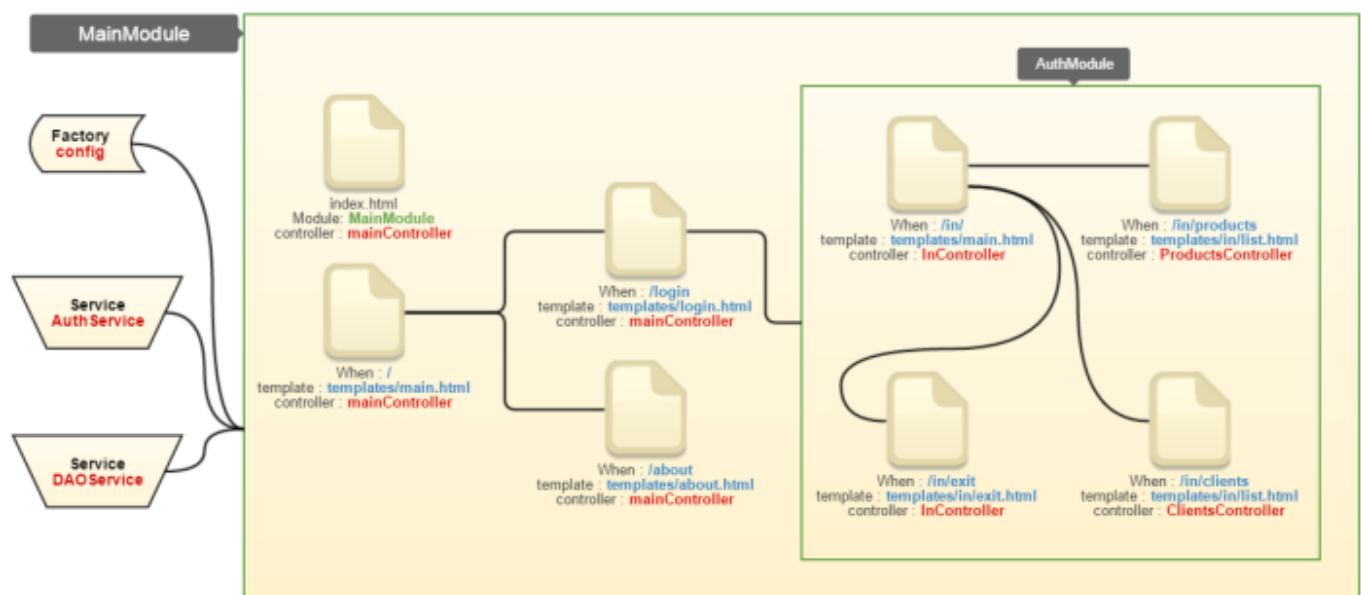 MainModule
AuthModule
Factory
config
Service
AuthService
Service
DAOService
index.html
Module: MainModule
controller : mainController
When : /
template : templates/main.html
controller : mainController
When : /login
template : templates/login.html
controller : mainController
When : /about
template : templates/about.html
controller : mainController
When : /in/
template : templates/main.html
controller : InController
When : /in/products
template : templates/in/list.html
controller : ProductsController
When : /in/exit
template : templates/in/exit.html
controller : InController
When : /in/clients
template : templates/in/list.html
controller : ClientsController